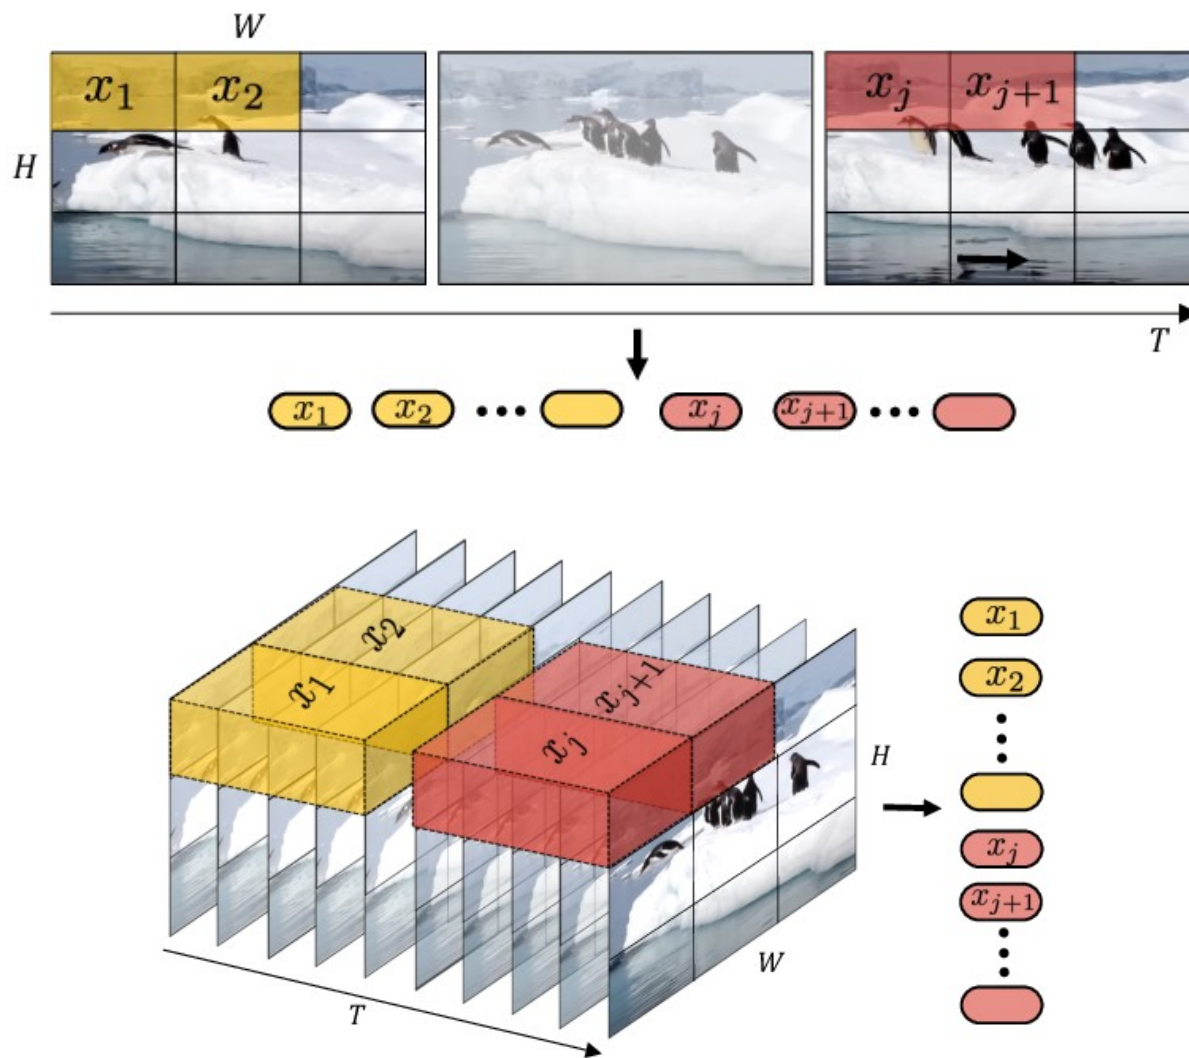 W
x₁ x₂ xⱼ xⱼ₊₁
H
T
x₁ x₂ ••• xⱼ xⱼ₊₁ •••
x₂
x₁
xⱼ₊₁
xⱼ
H
W
T
x₁
x₂
xⱼ
xⱼ₊₁